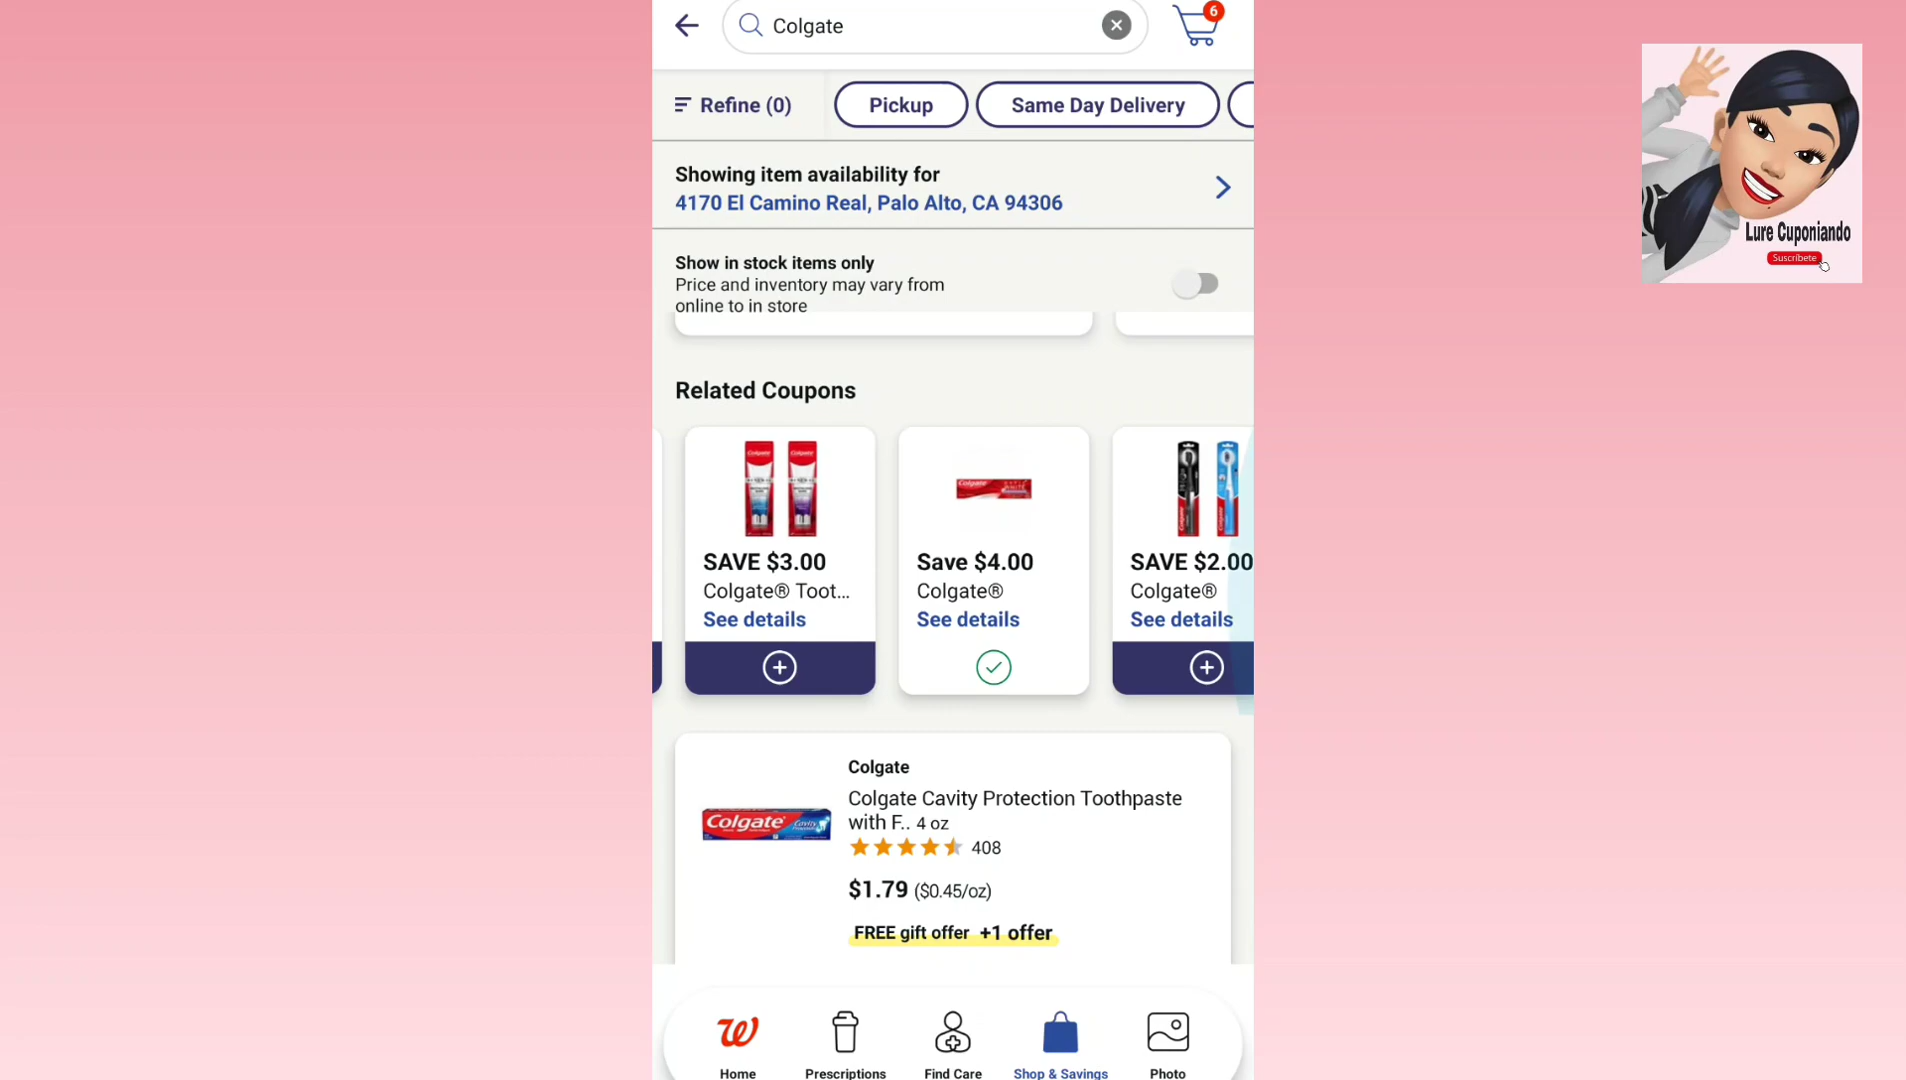 Colgate
6
Refine (0)
Pickup
Same Day Delivery
Showing item availability for
4170 El Camino Real, Palo Alto, CA 94306
Show in stock items only
Price and inventory may vary from
online to in store
Related Coupons
SAVE $3.00
Colgate® Toot...
See details
Colgate
Save $4.00
Colgate®
See details
SAVE $2.00
Colgate®
See details
Colgate
Colgate Cavity Protection Toothpaste
with F.. 4 oz
408
$1.79 ($0.45/oz)
FREE gift offer +1 offer
Colgate
Cavity
Protection
W
Home
Prescriptions
Find Care
Shop & Savings
Photo
Lure Cuponiando
Suscríbete